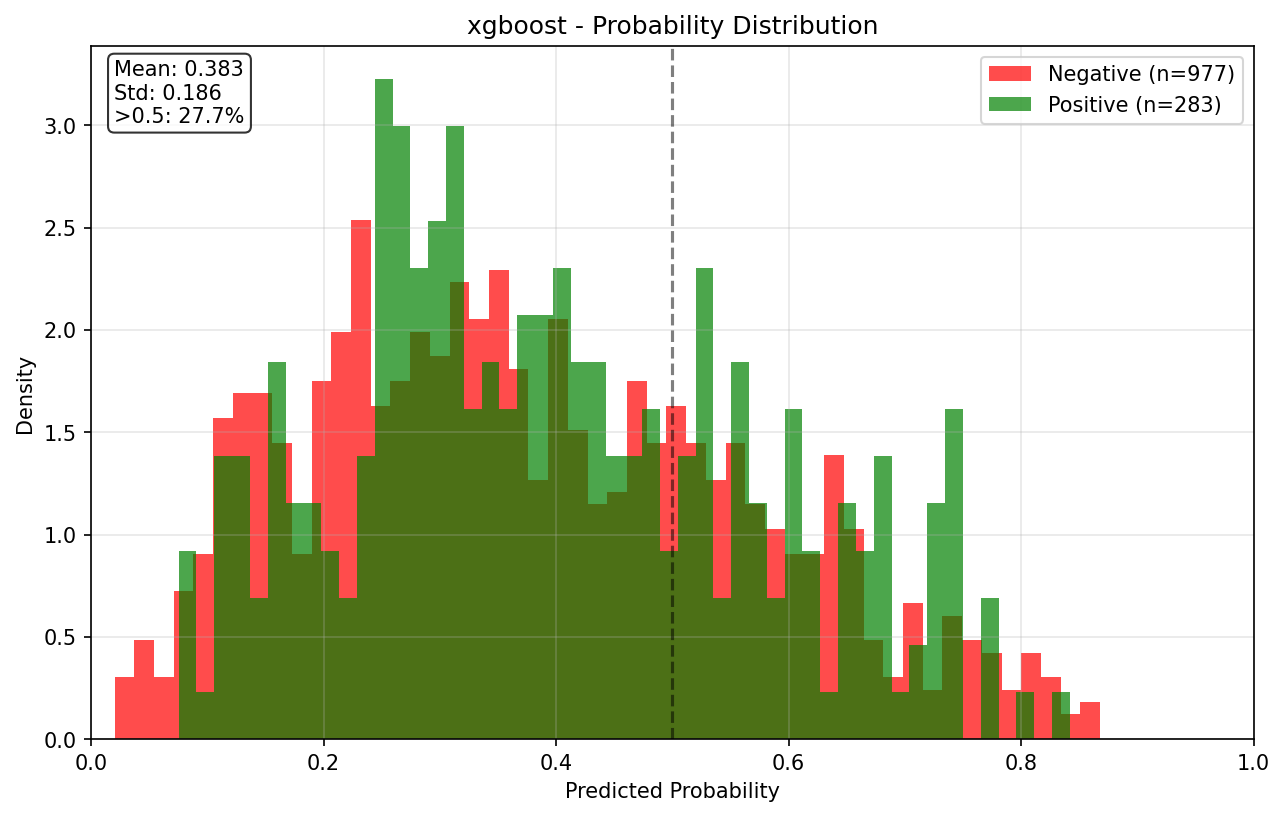 xgboost - Probability Distribution
Mean: 0.383
Std: 0.186
>0.5: 27.7%
Negative (n=977)
Positive (n=283)
Density
3.0
2.5
2.0
1.5
1.0
0.5
0.0
0.0 0.2 0.4 0.6 0.8 1.0
Predicted Probability